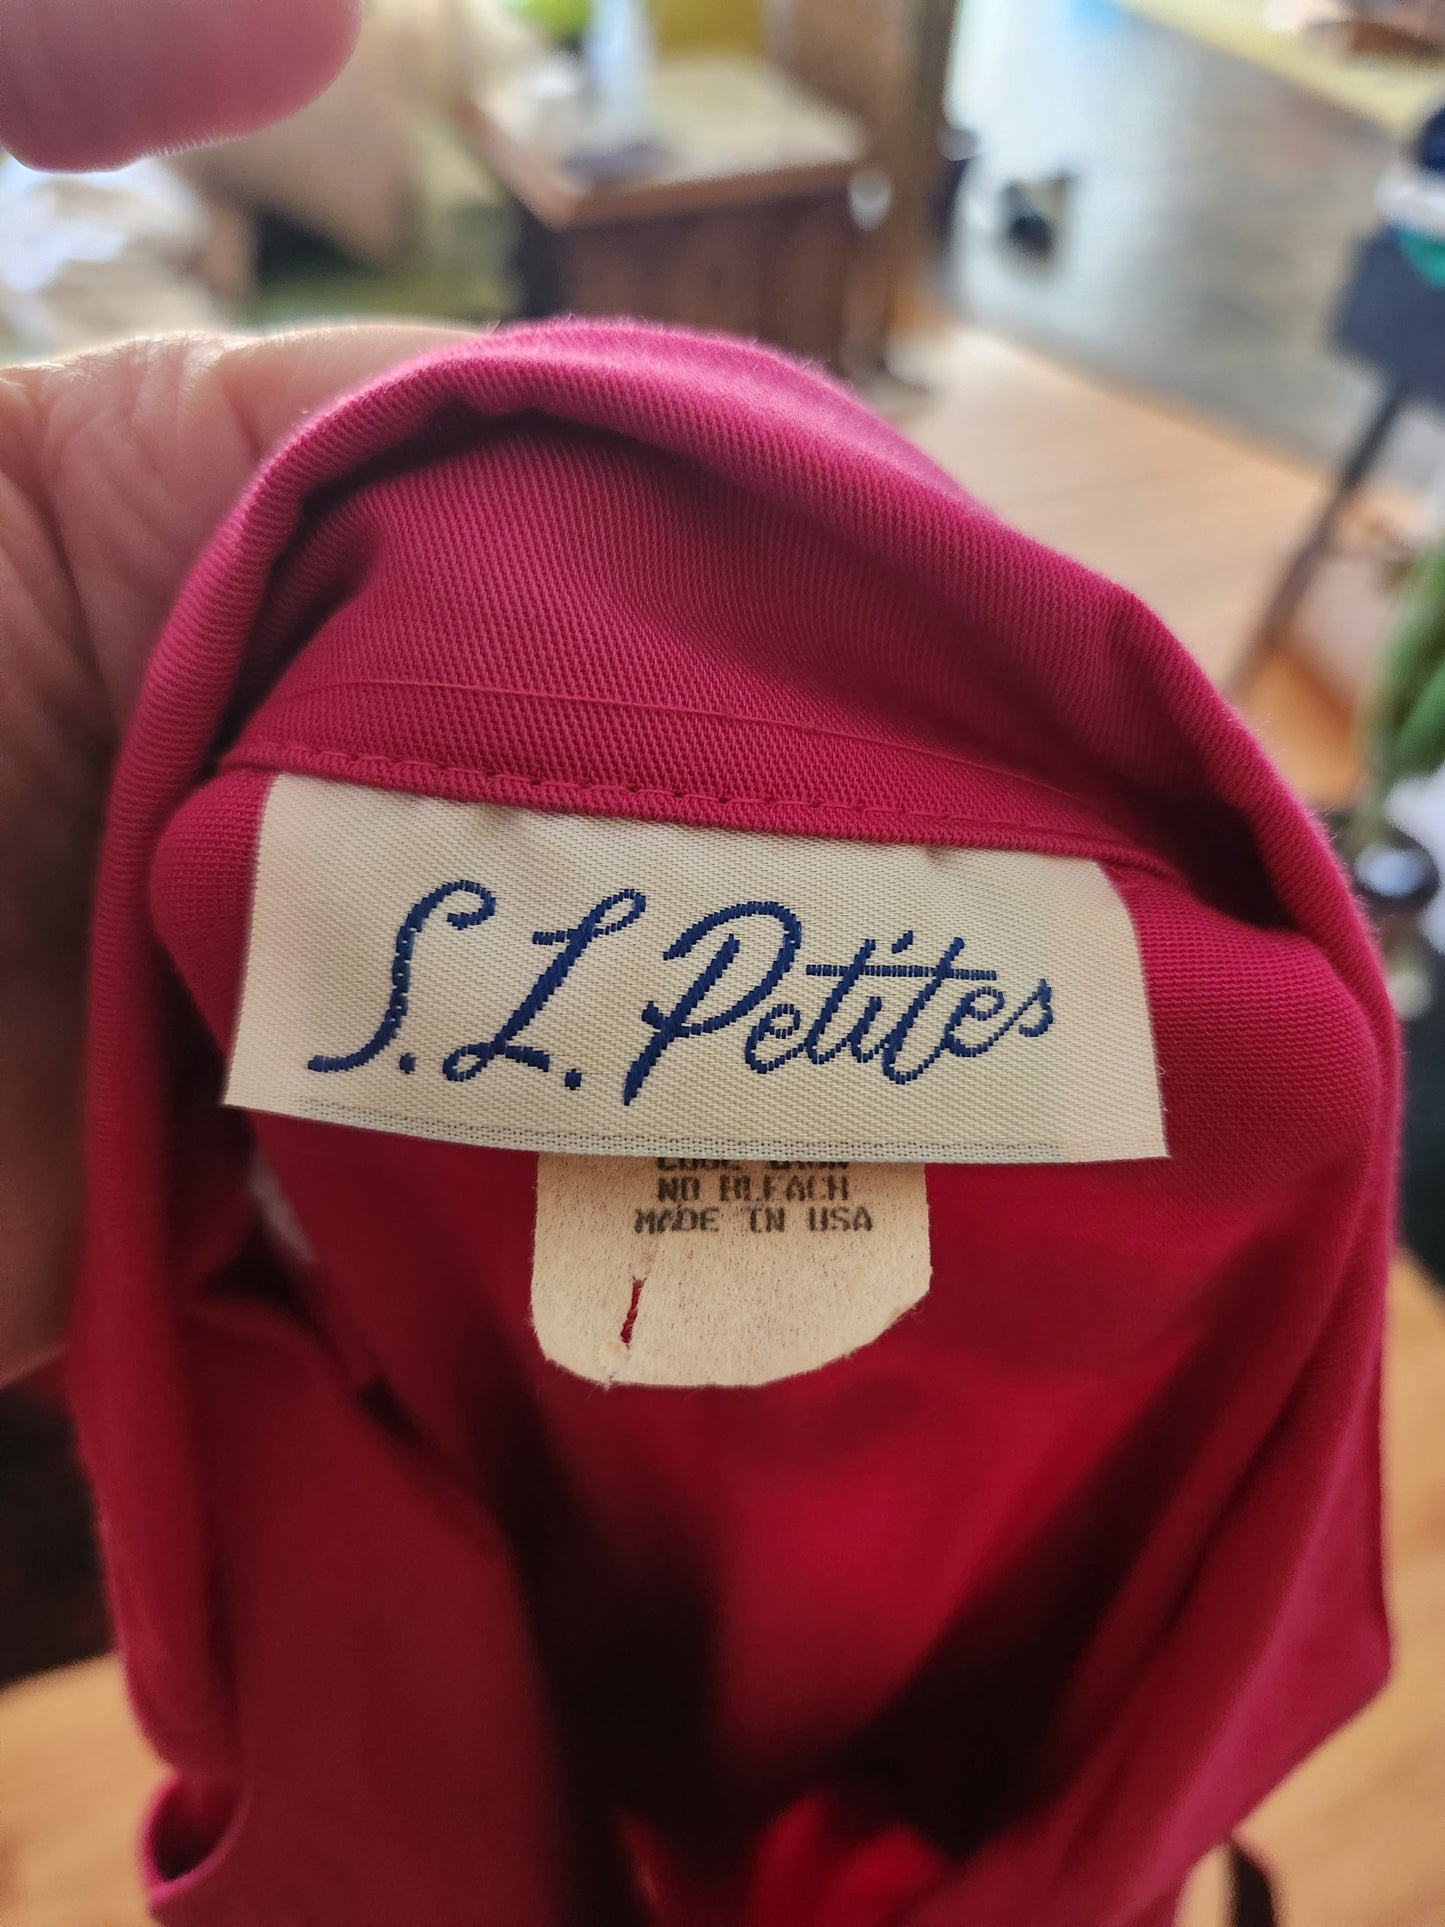 S. L. Petites
NO BLEACH
MADE IN USA